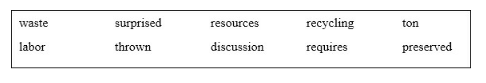 waste surprised resources recycling ton
labor thrown discussion requires preserved